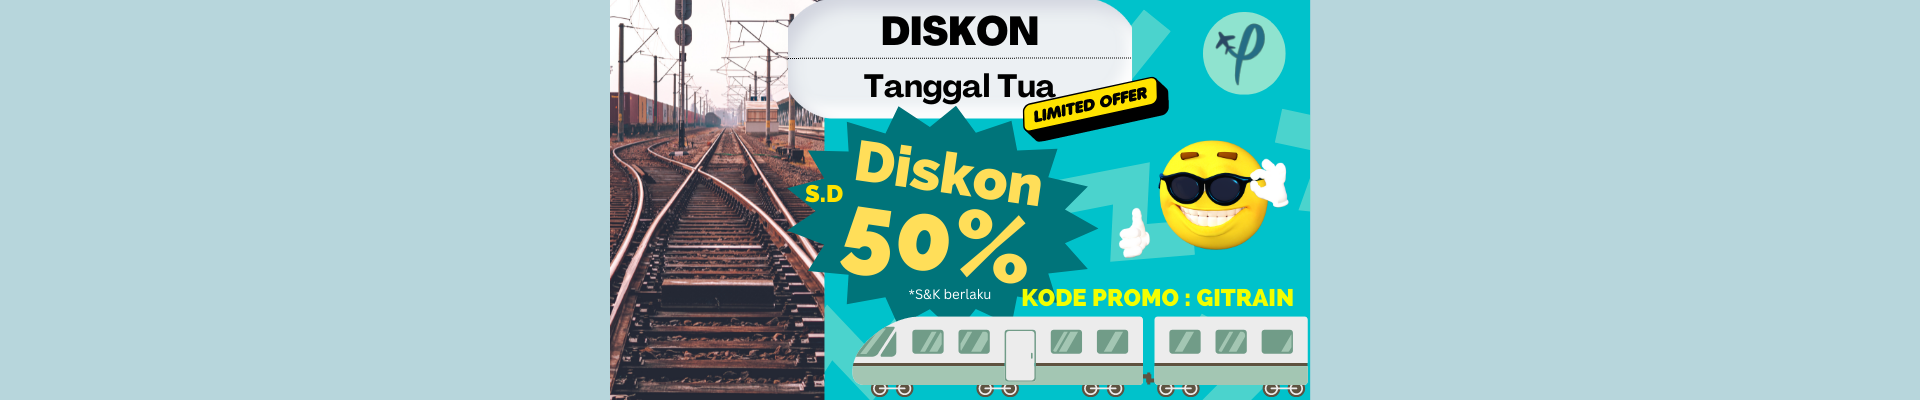 DISKON
Tanggal Tua
LIMITED OFFER
S.D
Diskon
50%
*S&K berlaku
KODE PROMO : GITRAIN